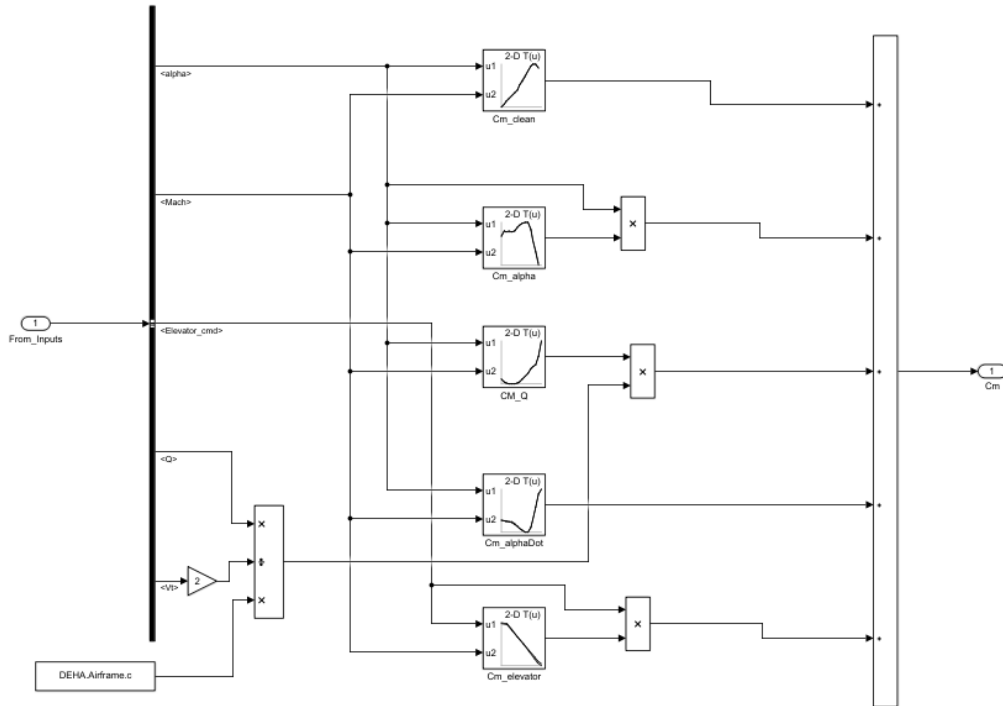 2-D T(u)
<alpha>
u1
u2
Cm_clean
<Mach>
2-D T(u)
u1
×
u2
Cm_alpha
1
From_Inputs
<Elevator_cmd>
2-D T(u)
u1
u2
×
CM_Q
1
Cm
<Q>
2-D T(u)
u1
u2
Cm_alphaDot
×
÷
×
<Vt>
2
2-D T(u)
u1
u2
×
Cm_elevator
DEHA.Airframe.c
+
+
+
+
+